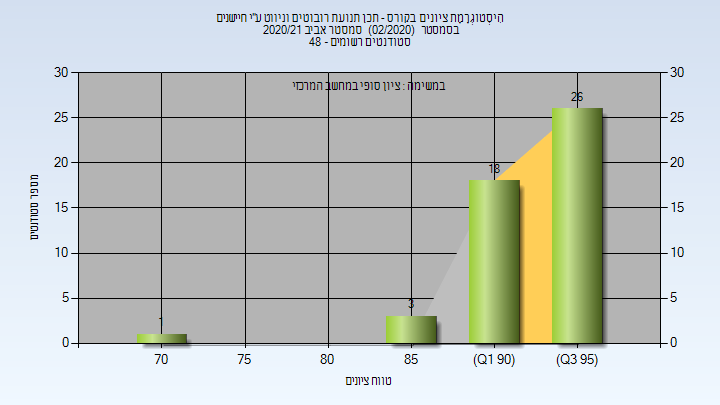 היסטוגרמת ציונים בקורס - תכן תנועת רובוטים וניווט ע"י חיישנים
בסמסטר (02/2020) סמסטר אביב 2020/21
סטודנטים רשומים - 48
במשימה : ציון סופי במחשב המרכזי
30 30
25 25
20 20
15 15
10 10
5 5
0 0
1
3
18
26
מספר סטודנטים
70 75 80 85 (Q1 90) (Q3 95)
טווח ציונים